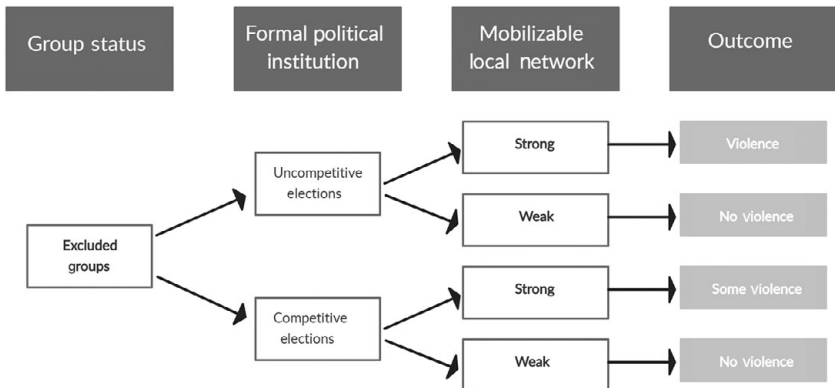 Group status
Formal political
institution
Mobilizable
local network
Outcome
Excluded
groups
Uncompetitive
elections
Competitive
elections
Strong
Weak
Strong
Weak
Violence
No violence
Some violence
No violence